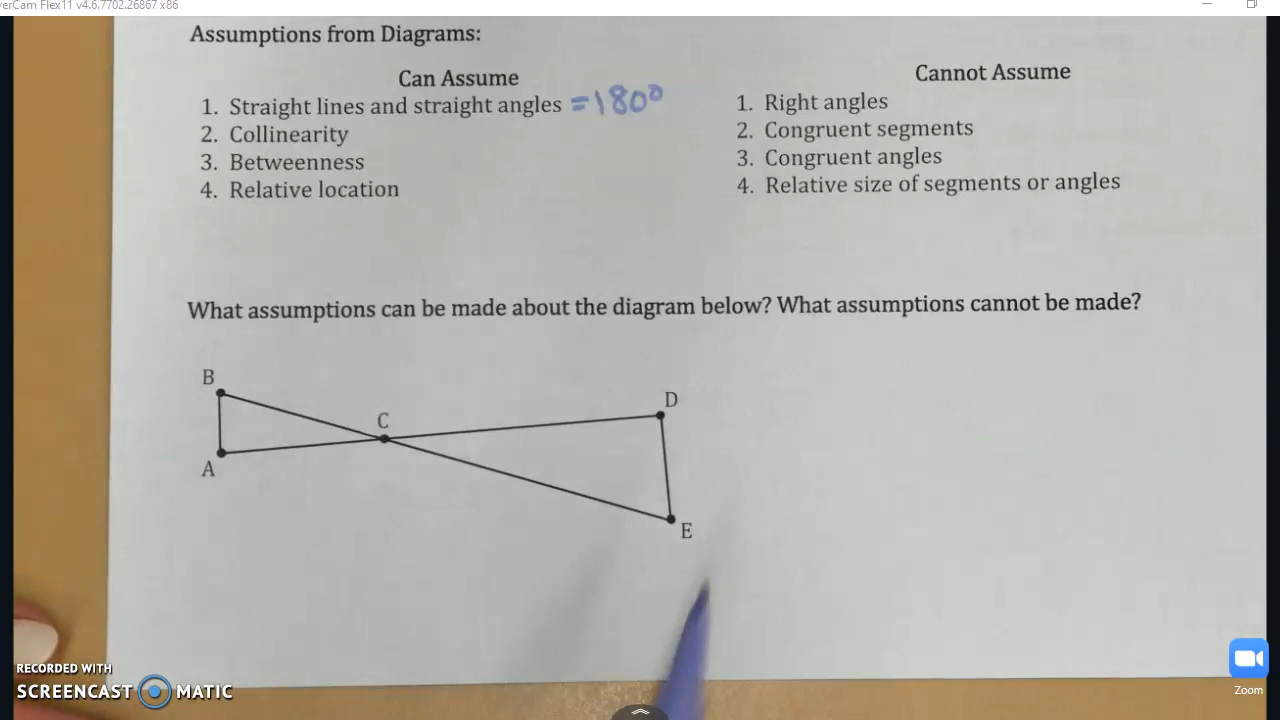 verCam Flex11 v4.6.7702.26867 x86
Assumptions from Diagrams:
Can Assume
1. Straight lines and straight angles =180°
2. Collinearity
3. Betweenness
4. Relative location
Cannot Assume
1. Right angles
2. Congruent segments
3. Congruent angles
4. Relative size of segments or angles
What assumptions can be made about the diagram below? What assumptions cannot be made?
B
C
D
A
E
RECORDED WITH
SCREENCAST MATIC
Zoom